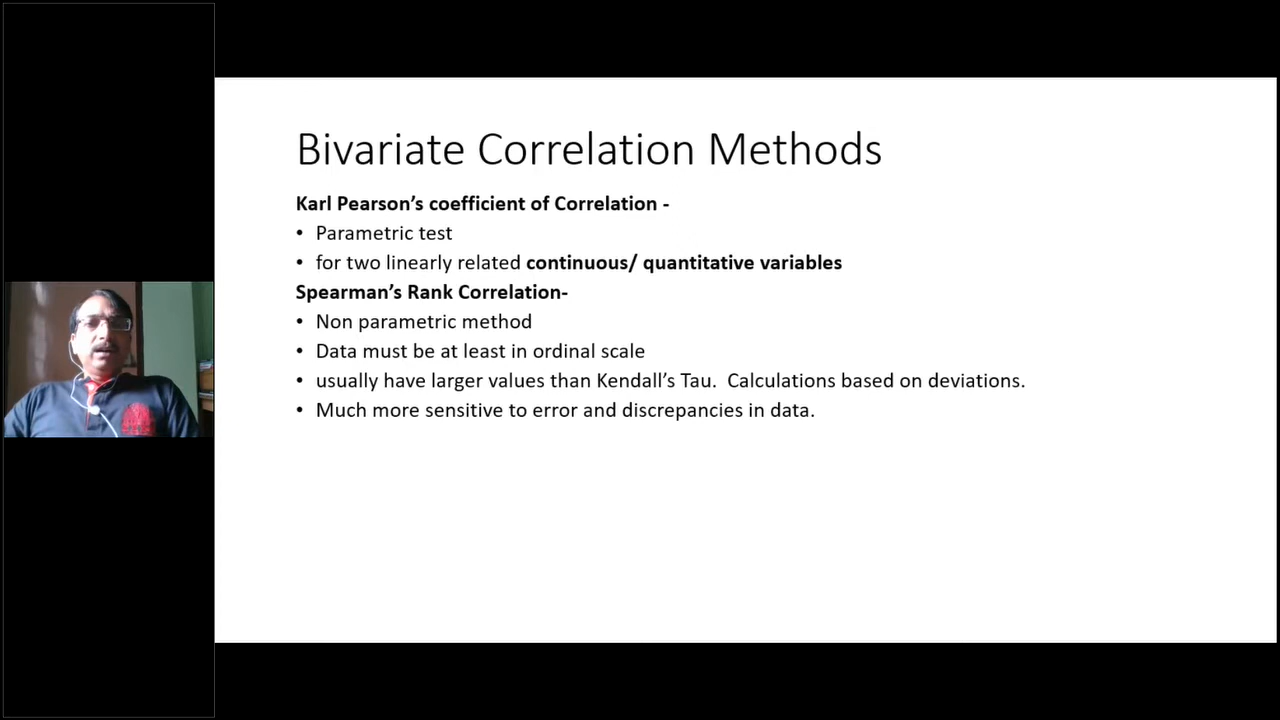 Bivariate Correlation Methods
Karl Pearson’s coefficient of Correlation -
• Parametric test
• for two linearly related continuous/ quantitative variables
Spearman’s Rank Correlation-
• Non parametric method
• Data must be at least in ordinal scale
• usually have larger values than Kendall’s Tau.  Calculations based on deviations.
• Much more sensitive to error and discrepancies in data.